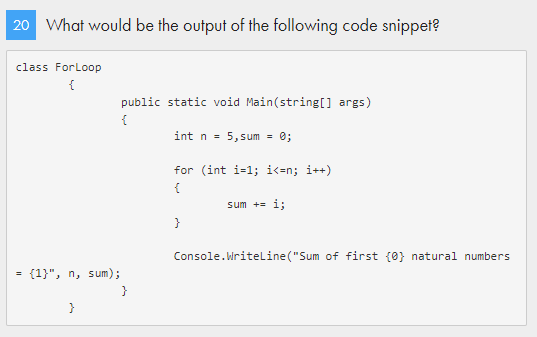 20 What would be the output of the following code snippet?
class ForLoop
{
public static void Main(string[] args)
{
int n = 5,sum = 0;
for (int i=1; i<=n; i++)
{
sum += i;
}
Console.WriteLine("Sum of first {0} natural numbers
= {1}", n, sum);
}
}